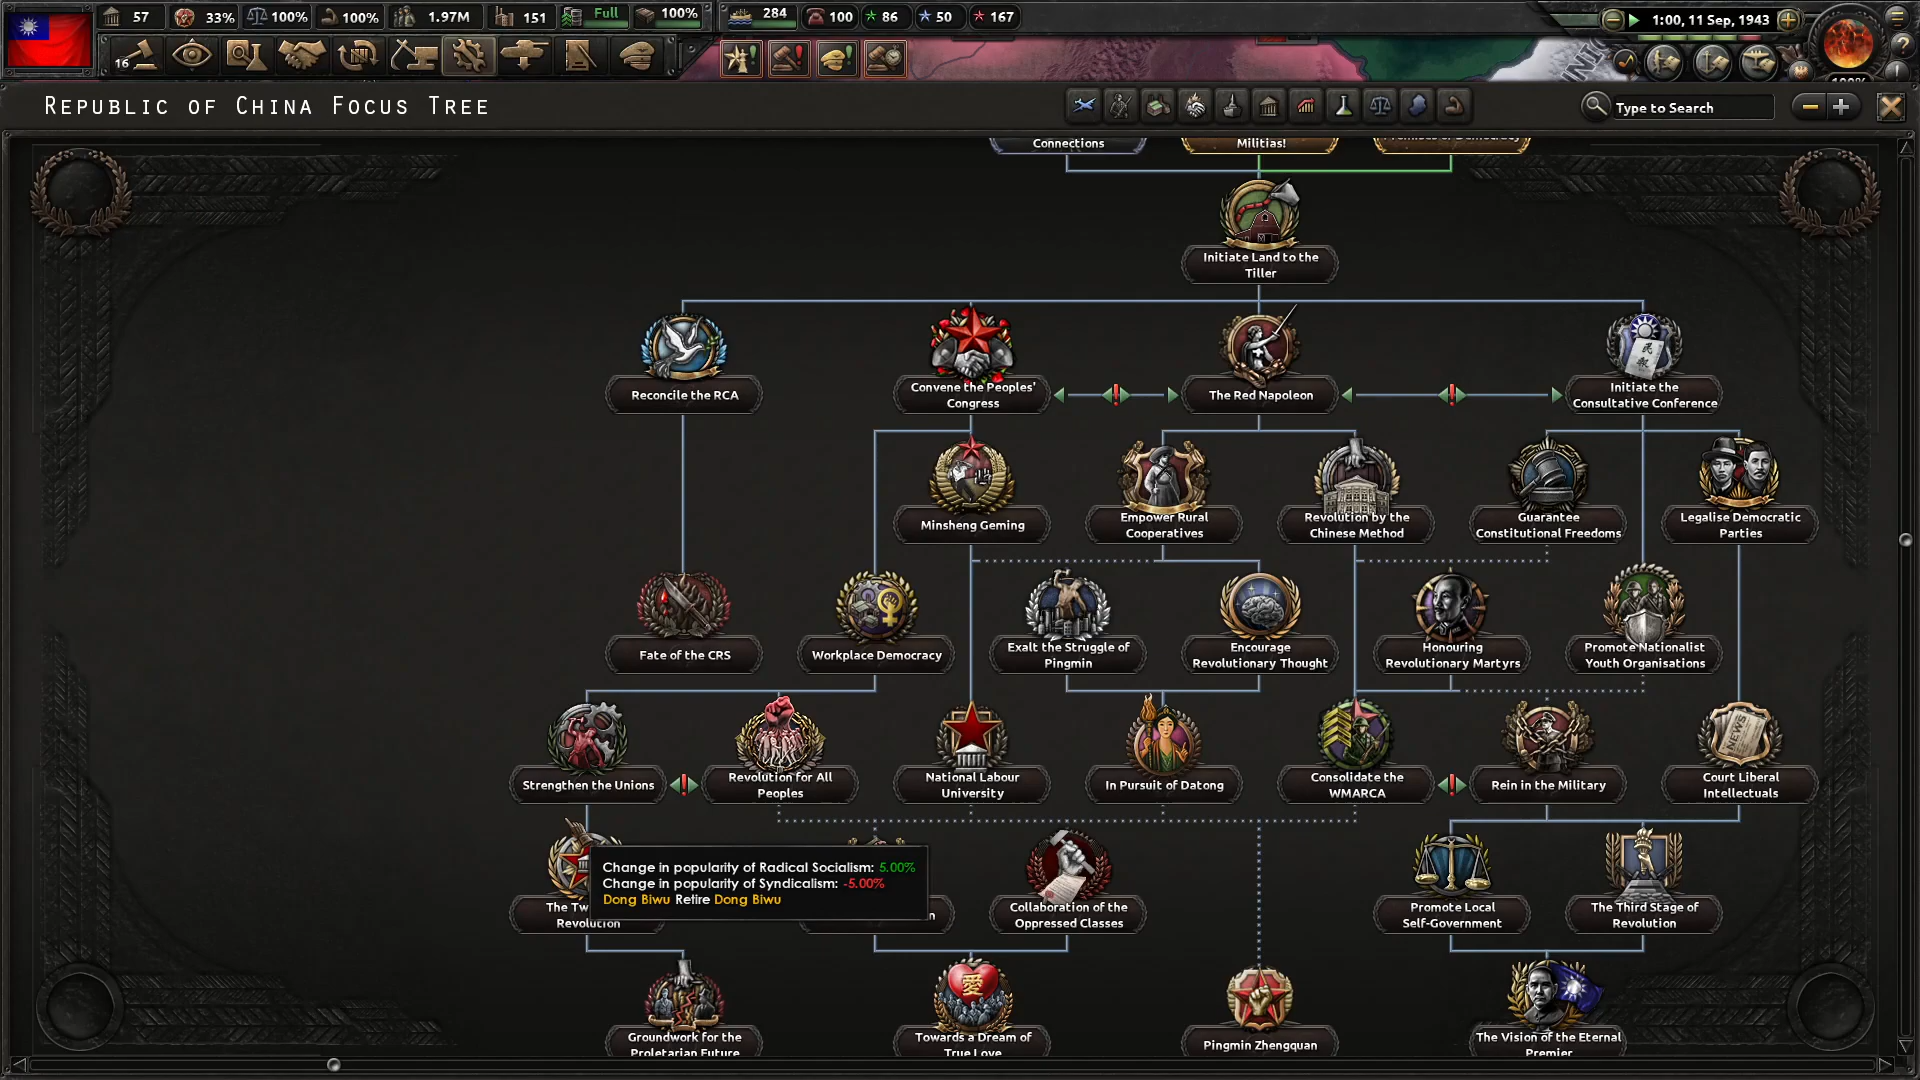 57
33%
100%
100%
1.97M
151
Full
100%
284
100
86
50
167
1:00, 11 Sep, 1943
16
100%
Republic of China Focus Tree
Type to Search
Connections
Militias!
Initiate Land to the
Tiller
Reconcile the RCA
Convene the Peoples'
Congress
The Red Napoleon
Initiate the
Consultative Conference
Minsheng Geming
Empower Rural
Cooperatives
Revolution by the
Chinese Method
Guarantee
Constitutional Freedoms
Legalise Democratic
Parties
Fate of the CRS
Workplace Democracy
Exalt the Struggle of
Pingmin
Encourage
Revolutionary Thought
Honouring
Revolutionary Martyrs
Promote Nationalist
Youth Organisations
NEWS
Strengthen the Unions
Revolution for All
Peoples
National Labour
University
In Pursuit of Datong
Consolidate the
WMARCA
Rein in the Military
Court Liberal
Intellectuals
Change in popularity of Radical Socialism: 5.00%
Change in popularity of Syndicalism: -5.00%
Dong Biwu Retire Dong Biwu
The Tw
Revolution
n
Collaboration of the
Oppressed Classes
Promote Local
Self-Government
The Third Stage of
Revolution
愛
Groundwork for the
Proletarian Future
Towards a Dream of
True Love
Pingmin Zhengquan
The Vision of the Eternal
Premier